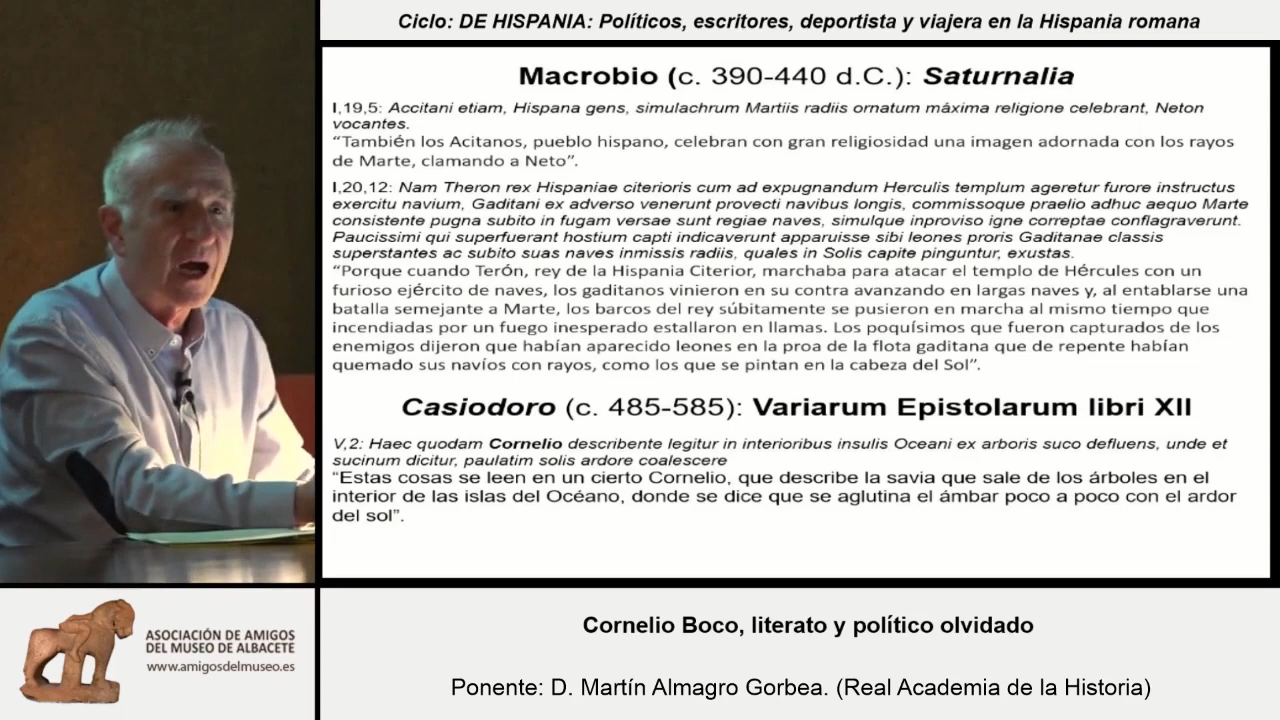 Ciclo: DE HISPANIA: Políticos, escritores, deportista y viajera en la Hispania romana
Macrobio (c. 390-440 d.C.): Saturnalia
I,19,5: Accitani etiam, Hispana gens, simulachrum Martiis radiis ornatum máxima religione celebrant, Neton
vocantes.
“También los Acitanos, pueblo hispano, celebran con gran religiosidad una imagen adornada con los rayos
de Marte, clamando a Neto”.
I,20,12: Nam Theron rex Hispaniae citerioris cum ad expugnandum Herculis templum ageretur furore instructus
exercitu navium, Gaditani ex adverso venerunt provecti navibus longis, commissoque praelio adhuc aequo Marte
consistente pugna subito in fugam versae sunt regiae naves, simulque inproviso igne correptae conflagraverunt.
Paucissimi qui superfuerant hostium capti indicaverunt apparuisse sibi leones proris Gaditanae classis
superstantes ac subito suas naves inmissis radiis, quales in Solis capite pinguntur, exustas.
“Porque cuando Terón, rey de la Hispania Citerior, marchaba para atacar el templo de Hércules con un
furioso ejército de naves, los gaditanos vinieron en su contra avanzando en largas naves y, al entablarse una
batalla semejante a Marte, los barcos del rey súbitamente se pusieron en marcha al mismo tiempo que
incendiadas por un fuego inesperado estallaron en llamas. Los poquísimos que fueron capturados de los
enemigos dijeron que habían aparecido leones en la proa de la flota gaditana que de repente habían
quemado sus navíos con rayos, como los que se pintan en la cabeza del Sol”.
Casiodoro (c. 485-585): Variarum Epistolarum libri XII
V,2: Haec quodam Cornelio describente legitur in interioribus insulis Oceani ex arboris suco defluens, unde et
sucinum dicitur, paulatim solis ardore coalescere
“Estas cosas se leen en un cierto Cornelio, que describe la savia que sale de los árboles en el
interior de las islas del Océano, donde se dice que se aglutina el ámbar poco a poco con el ardor
del sol”.
ASOCIACIÓN DE AMIGOS
DEL MUSEO DE ALBACETE
www.amigosdelmuseo.es
Cornelio Boco, literato y político olvidado
Ponente: D. Martín Almagro Gorbea. (Real Academia de la Historia)